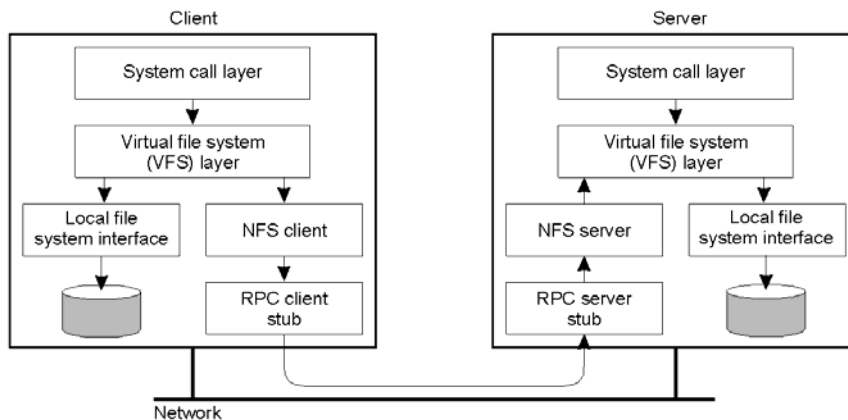 Client
Server
System call layer
System call layer
Virtual file system
(VFS) layer
Virtual file system
(VFS) layer
Local file
system interface
NFS client
NFS server
Local file
system interface
RPC client
stub
RPC server
stub
Network